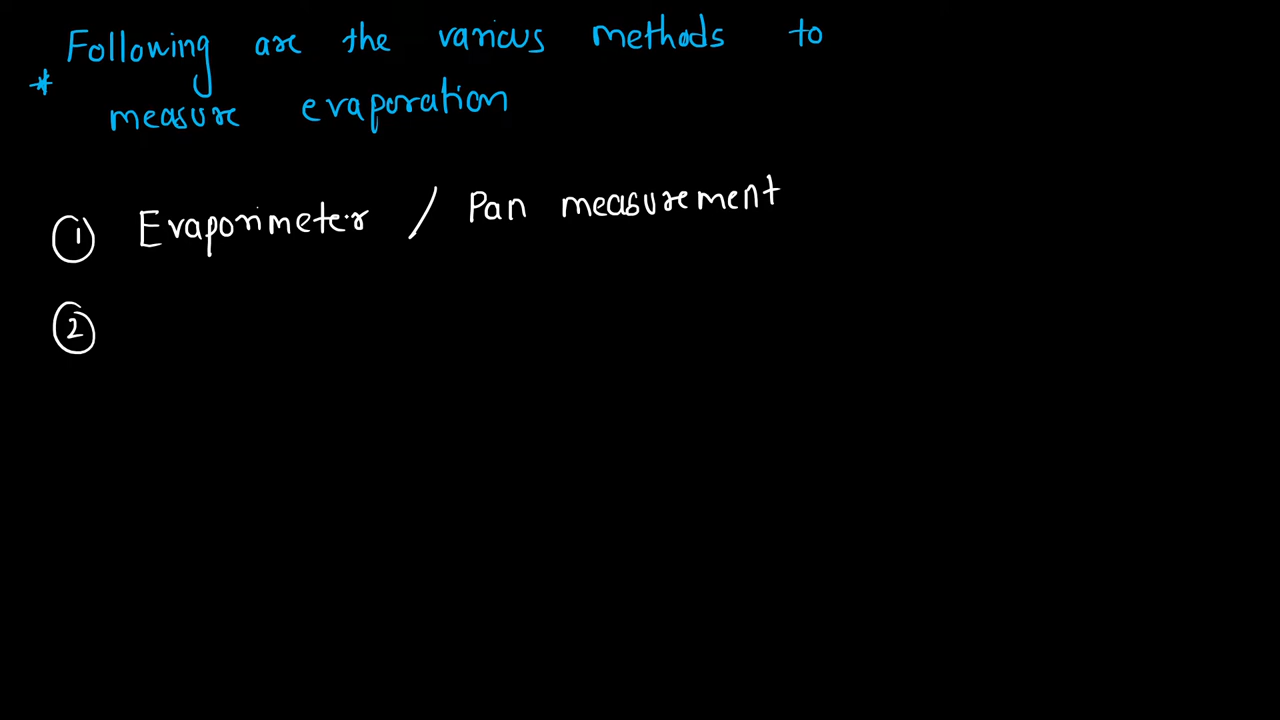 Following are the various methods to
* measure evaporation
① Evaporimeter / Pan measurement
②